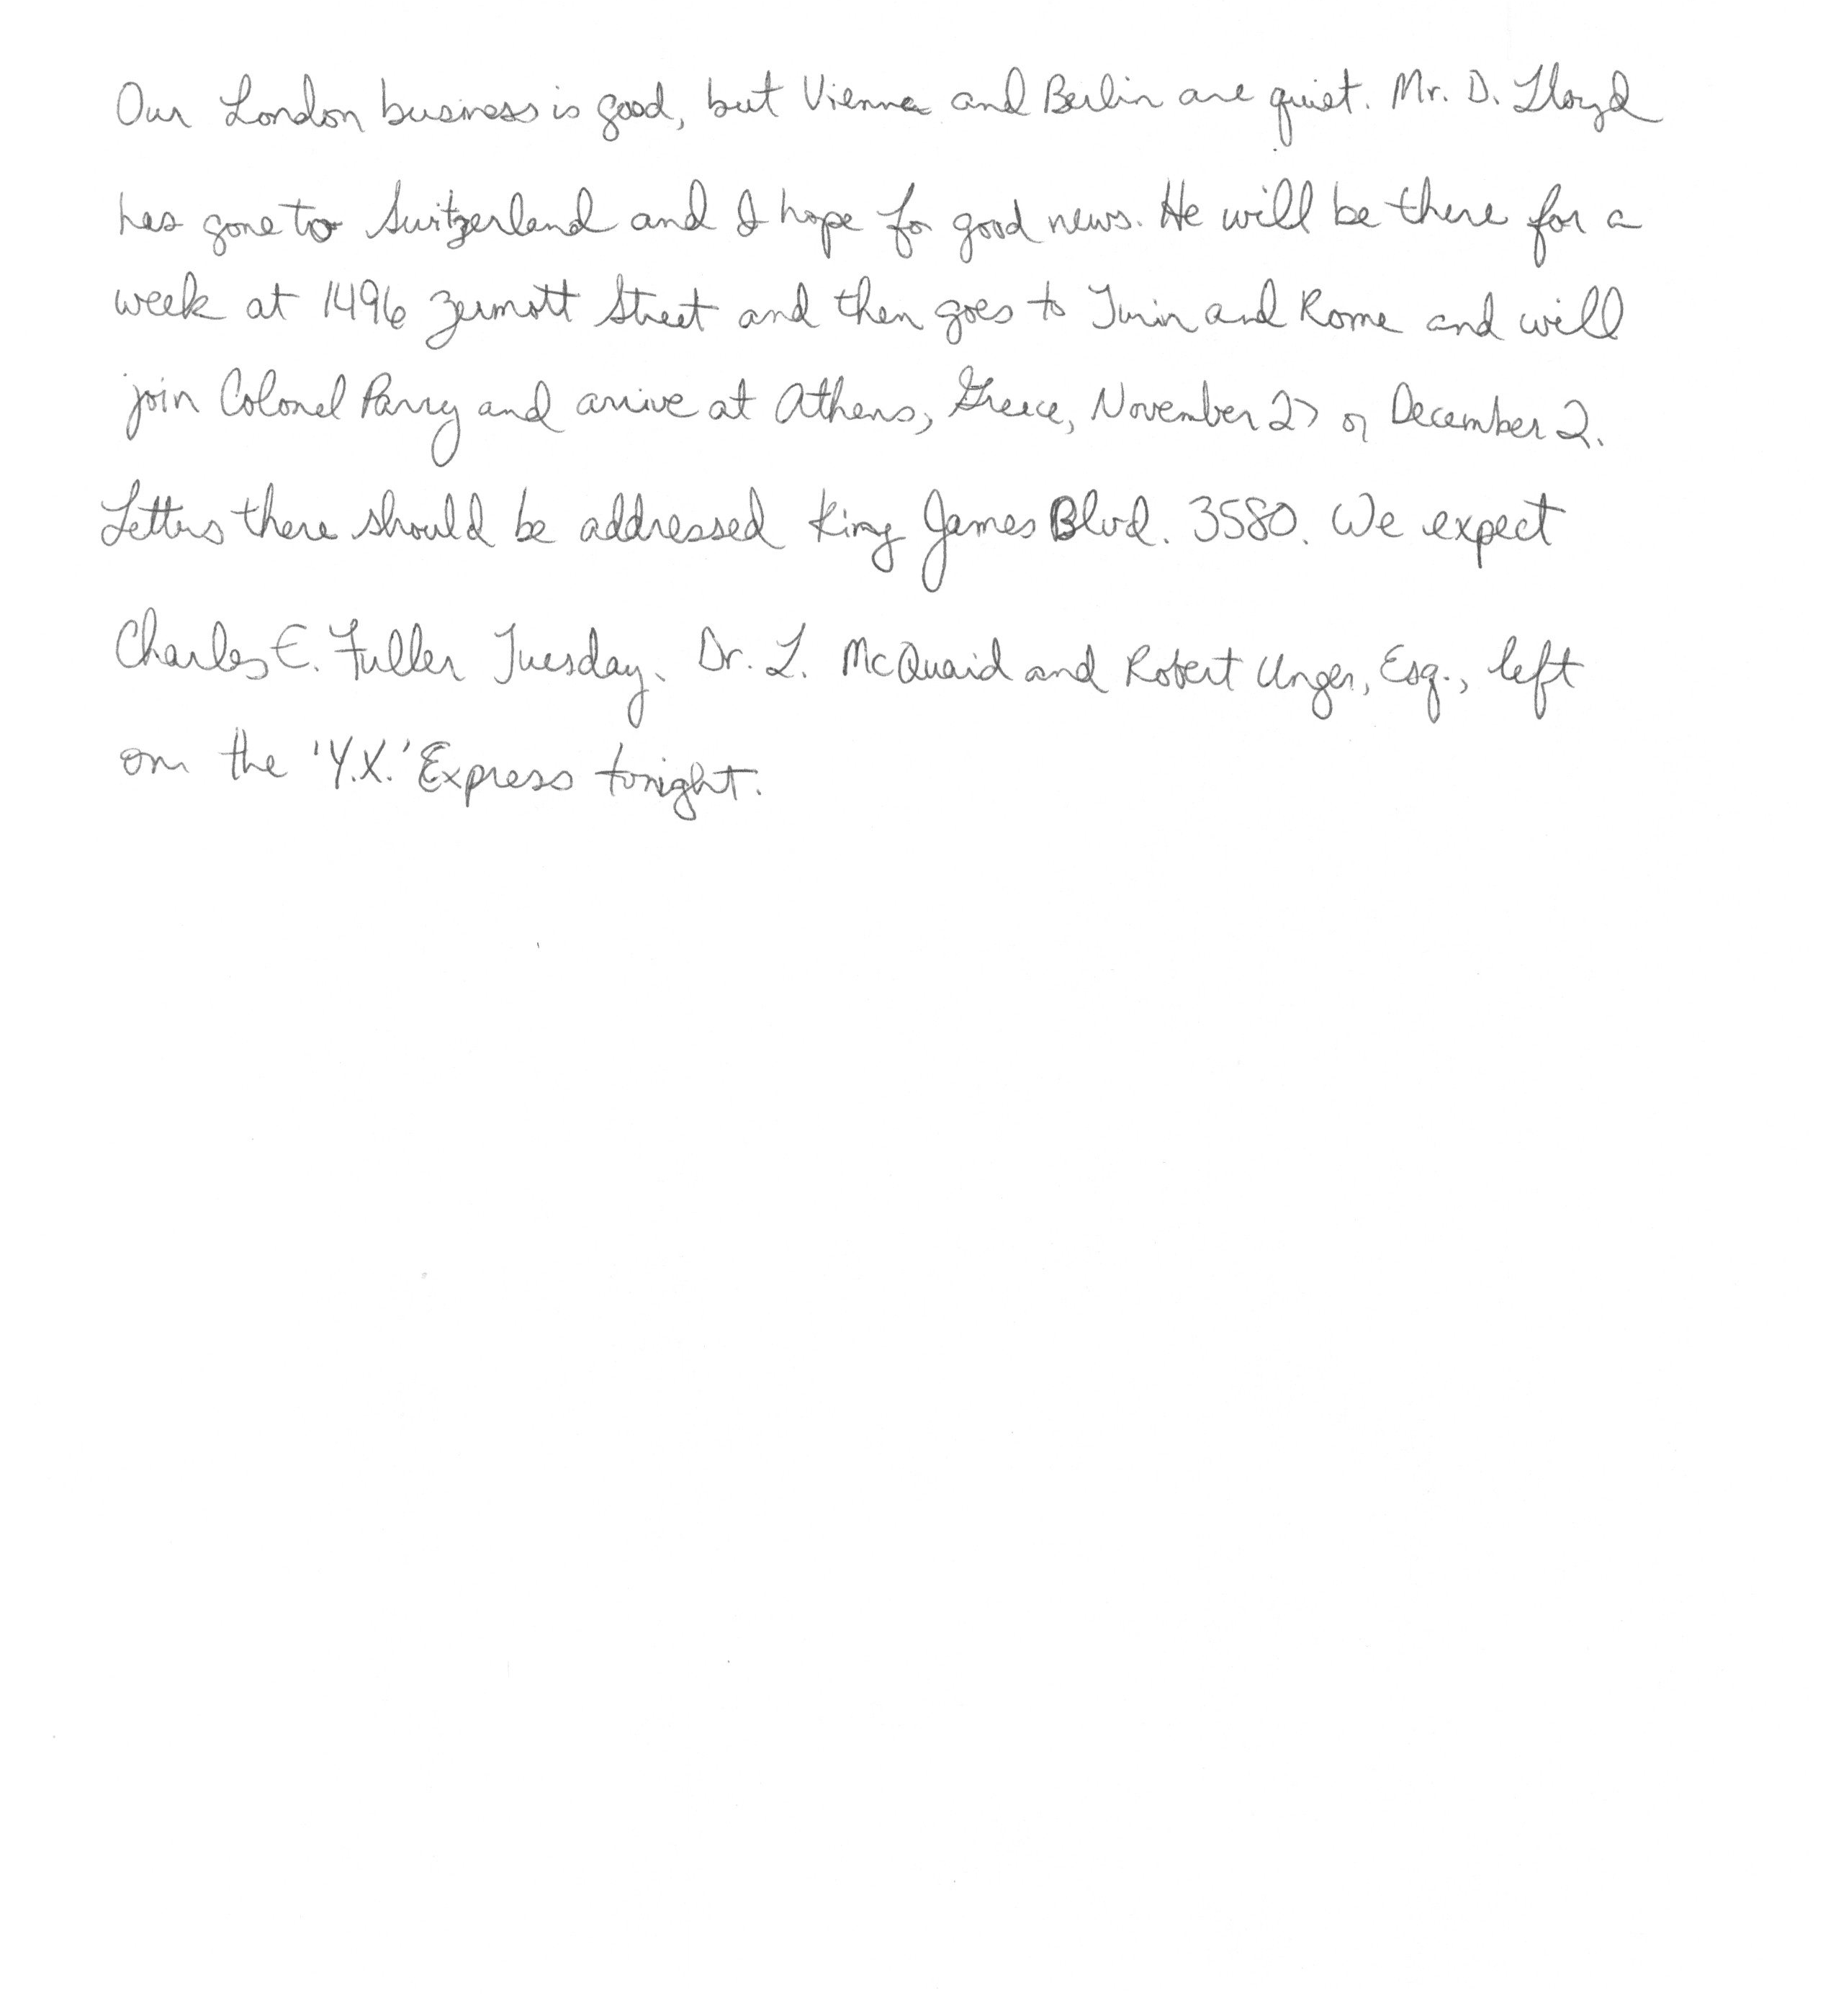 Our London business is good, but Vienna and Berlin are quiet. Mr. D. Lloyd
has gone to Switzerland and I hope for good news. He will be there for a
week at 1496 Zermott Street and then goes to Turin and Rome and will
join Colonel Parry and arrive at Athens, Greece, November 27 or December 2.
Letters there should be addressed King James Blvd. 3580. We expect
Charles E. Fuller Tuesday. Dr. L. McQuaid and Robert Unger, Esq., left
on the 'Y.X.' Express tonight.